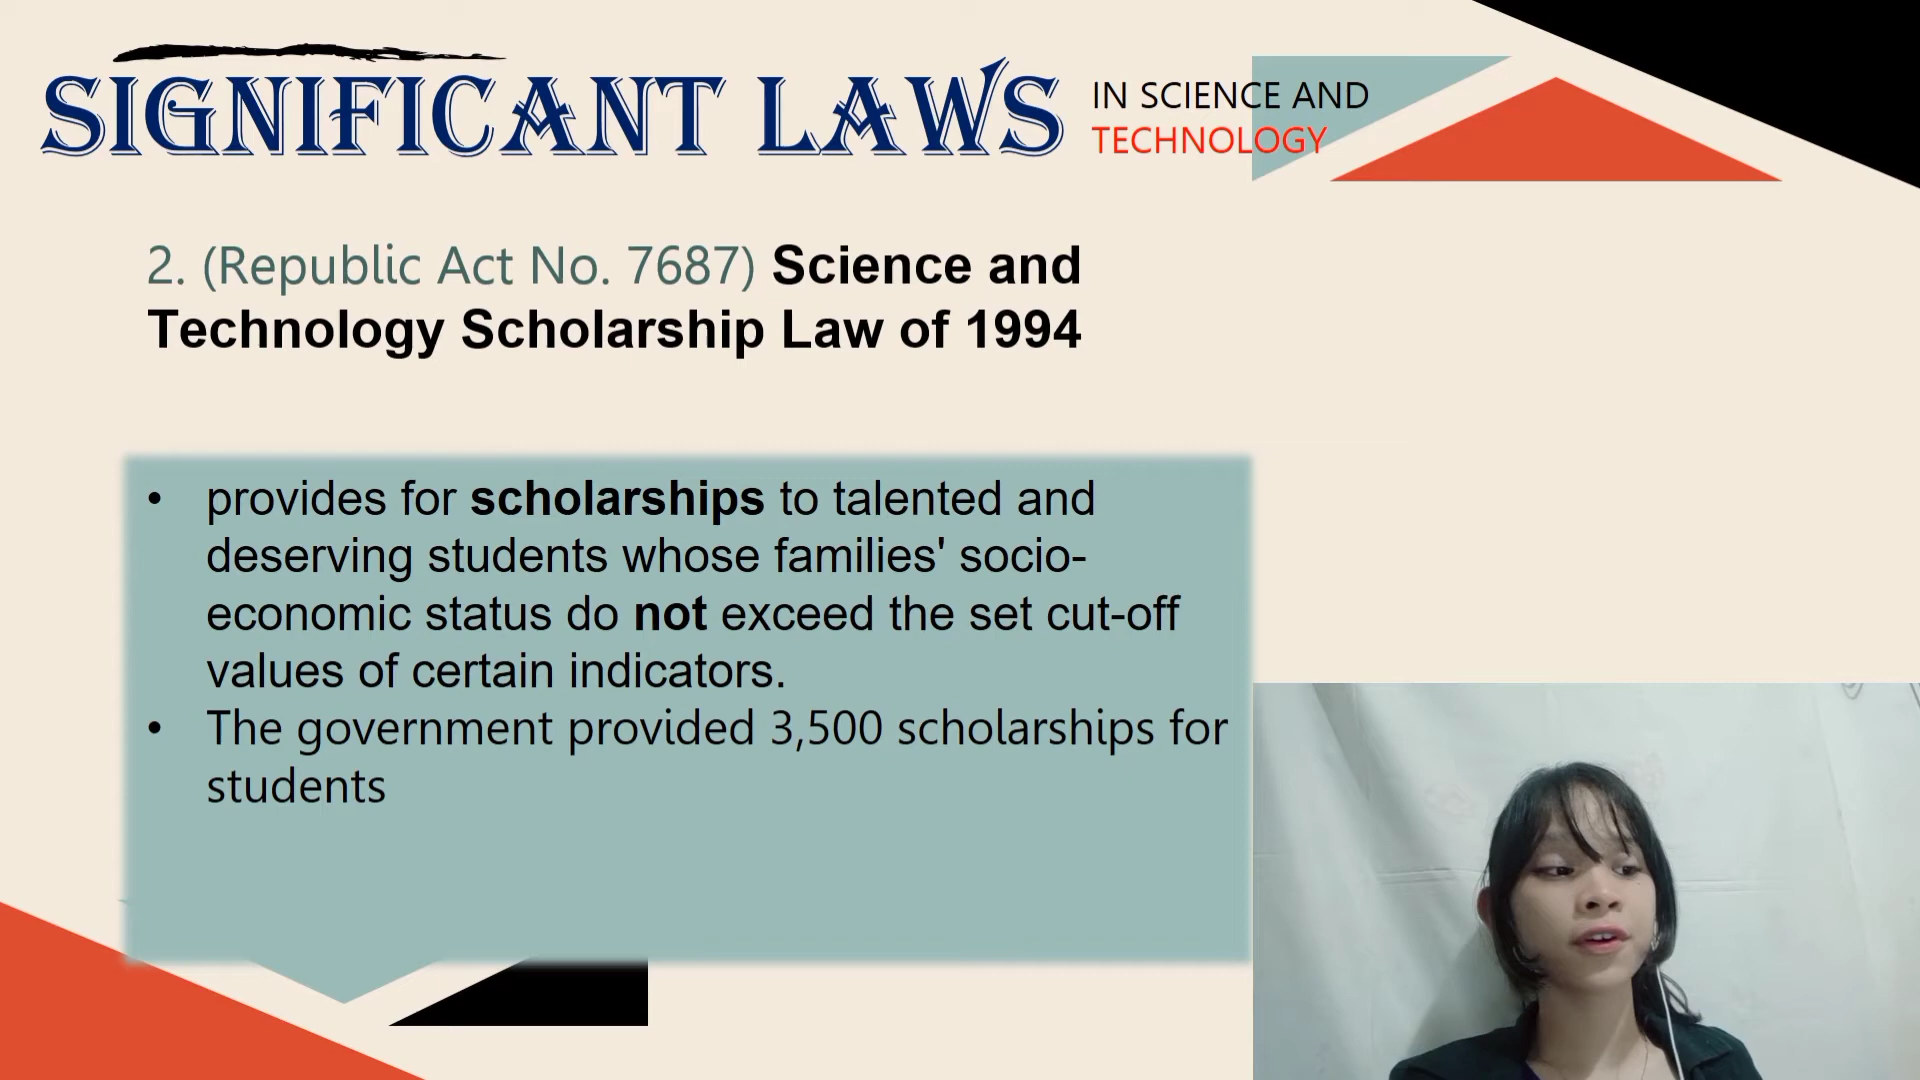 SIGNIFICANT LAWS
IN SCIENCE AND
TECHNOLOGY
2. (Republic Act No. 7687) Science and
Technology Scholarship Law of 1994
• provides for scholarships to talented and
deserving students whose families' socio-
economic status do not exceed the set cut-off
values of certain indicators.
• The government provided 3,500 scholarships for
students